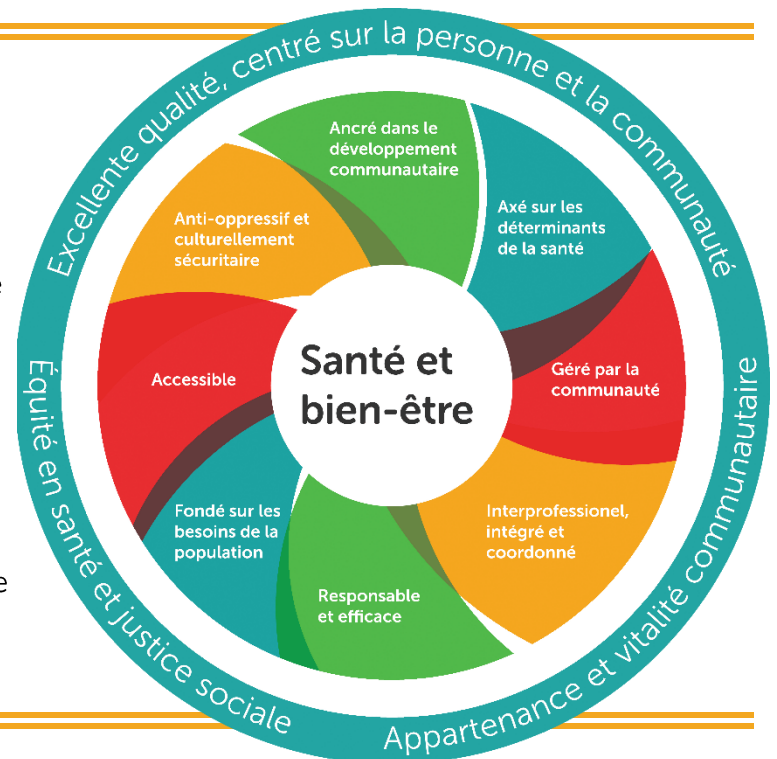 Excellente qualité, centré sur la personne et la communauté
Ancré dans le
développement
communautaire
Axé sur les
déterminants
de la santé
Anti-oppressif et
culturellement
sécuritaire
Santé et
bien-être
Accessible
Géré par la
communauté
Fondé sur les
besoins de la
population
Interprofessionel,
intégré et
coordonné
Responsable
et efficace
Équité en santé et justice sociale
Appartenance et vitalité communautaire